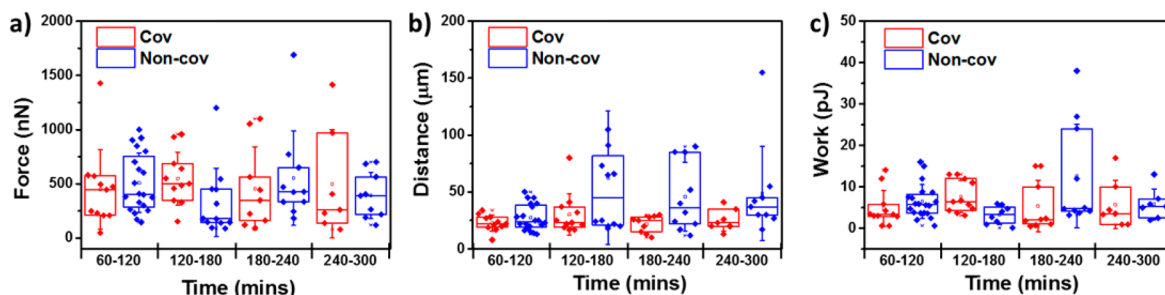 a)
Force (nN)
2000
1500
1000
500
0
Cov
Non-cov
60-120 120-180 180-240 240-300
Time (mins)
b)
Distance (µm)
200
150
100
50
0
Cov
Non-cov
60-120 120-180 180-240 240-300
Time (mins)
c)
Work (pJ)
50
40
30
20
10
0
Cov
Non-cov
60-120 120-180 180-240 240-300
Time (mins)